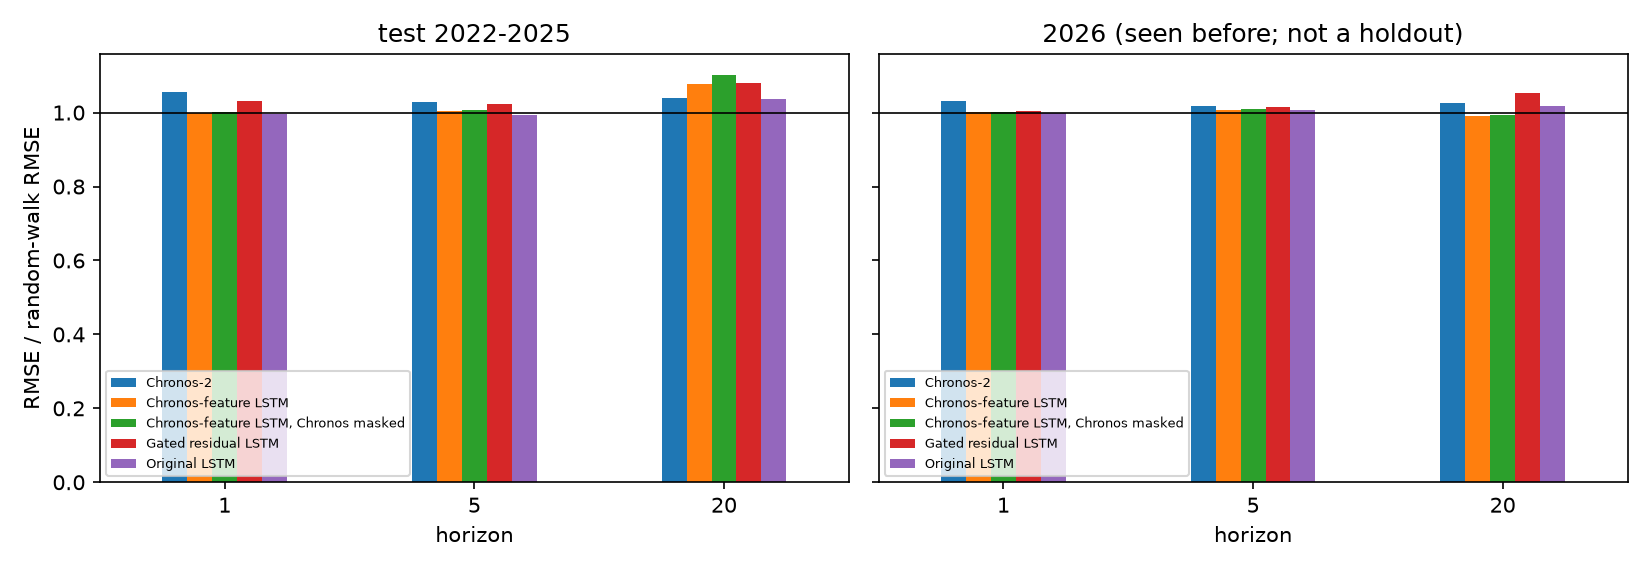 test 2022-2025
2026 (seen before; not a holdout)
RMSE / random-walk RMSE
1.0
0.8
0.6
0.4
0.2
0.0
Chronos-2
Chronos-feature LSTM
Chronos-feature LSTM, Chronos masked
Gated residual LSTM
Original LSTM
1 5 20
horizon
Chronos-2
Chronos-feature LSTM
Chronos-feature LSTM, Chronos masked
Gated residual LSTM
Original LSTM
1 5 20
horizon